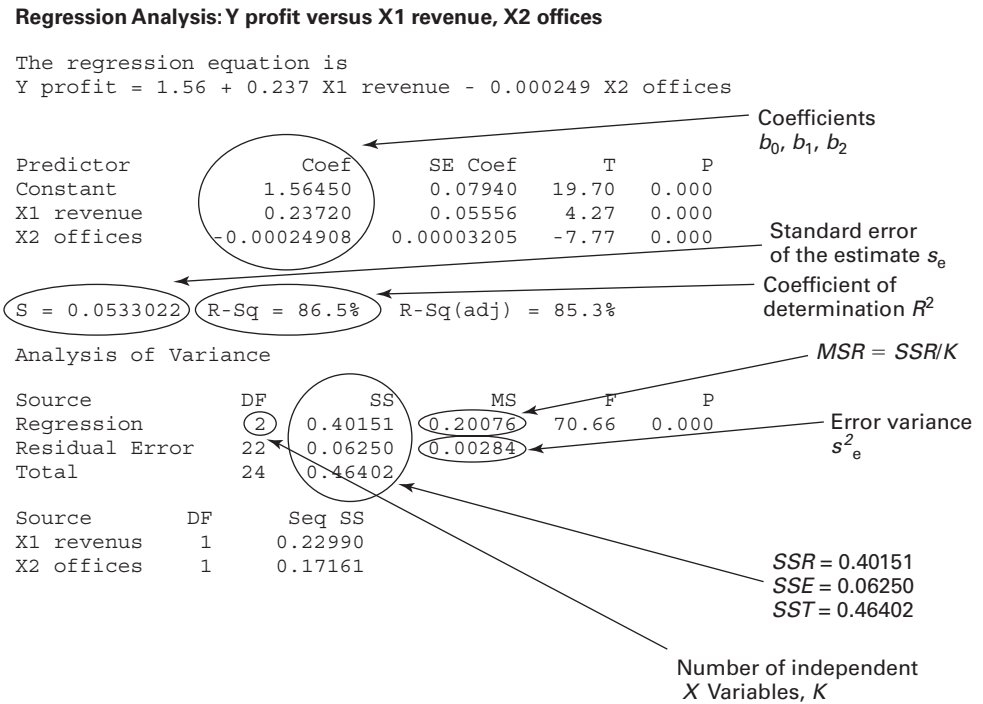 Regression Analysis: Y profit versus X1 revenue, X2 offices
The regression equation is
Y profit = 1.56 + 0.237 X1 revenue - 0.000249 X2 offices
Coefficients
b0, b1, b2
Predictor Coef SE Coef T P
Constant 1.56450 0.07940 19.70 0.000
X1 revenue 0.23720 0.05556 4.27 0.000
X2 offices -0.00024908 0.00003205 -7.77 0.000
Standard error
of the estimate se
S = 0.0533022 R-Sq = 86.5% R-Sq(adj) = 85.3%
Coefficient of
determination R²
Analysis of Variance
MSR = SSR/K
Source DF SS MS F P
Regression 2 0.40151 0.20076 70.66 0.000
Residual Error 22 0.06250 0.00284
Total 24 0.46402
Error variance
s²e
Source DF Seq SS
X1 revenus 1 0.22990
X2 offices 1 0.17161
SSR = 0.40151
SSE = 0.06250
SST = 0.46402
Number of independent
X Variables, K